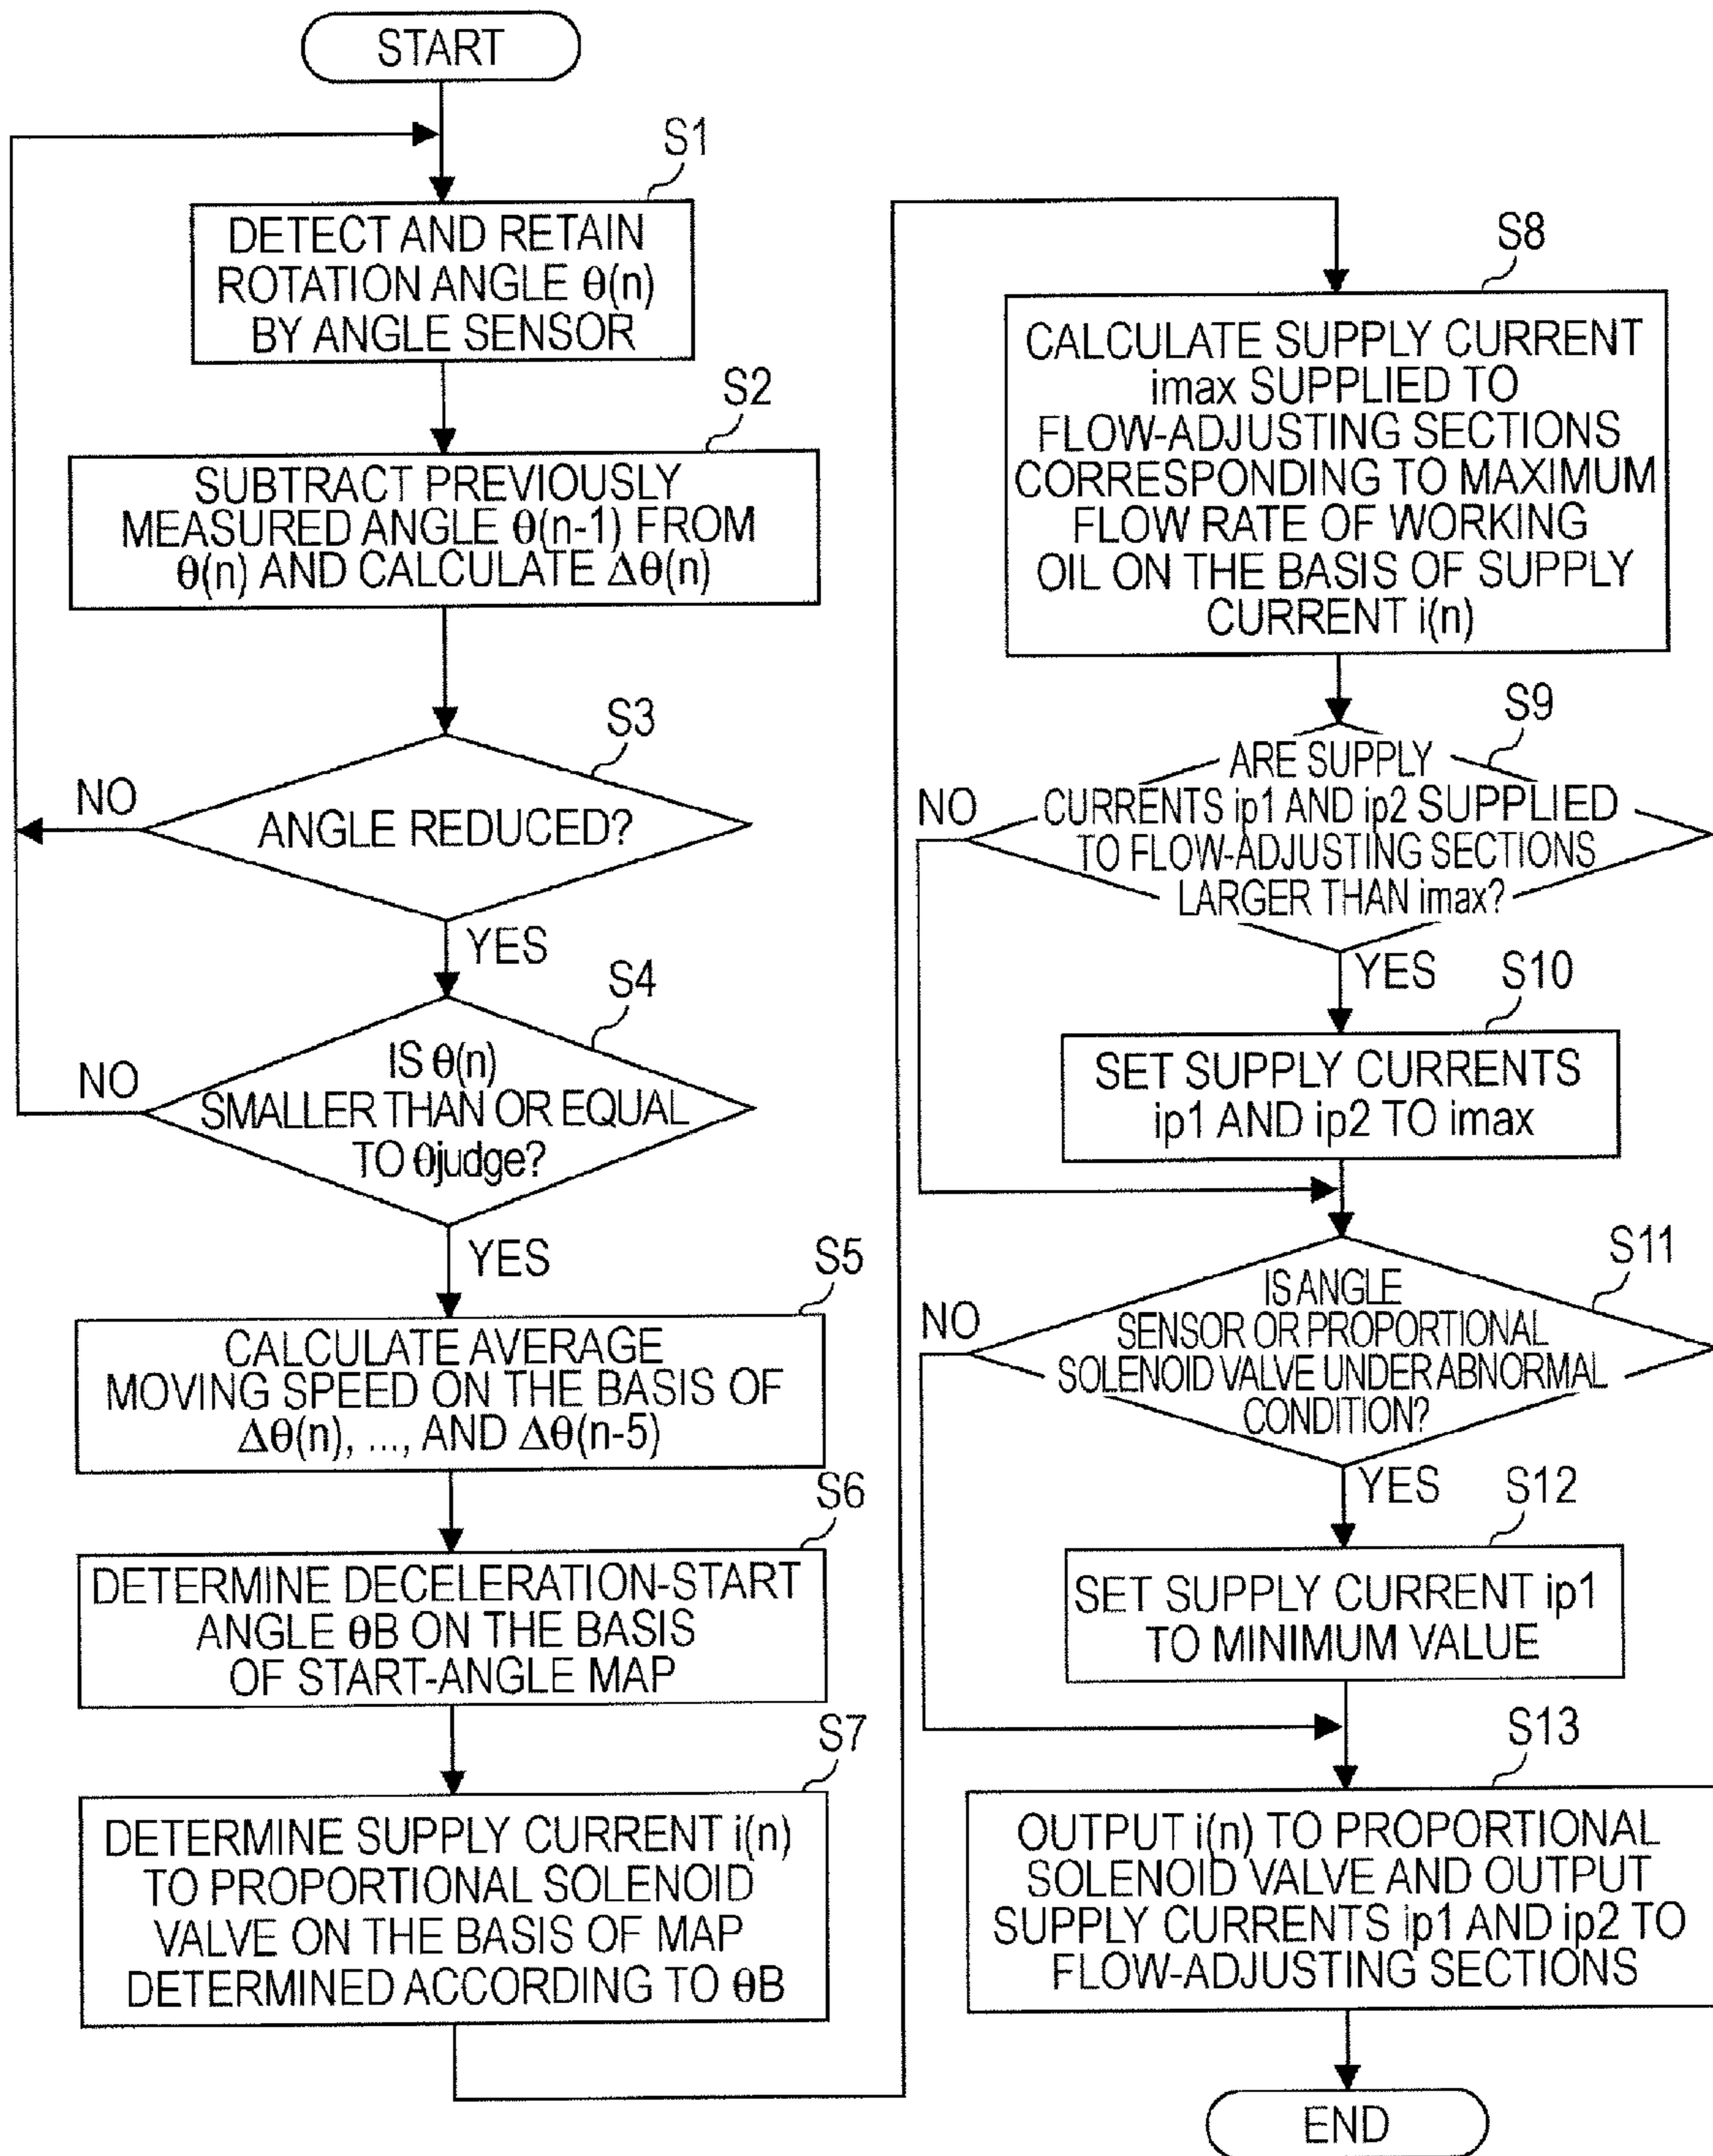 START
S1
DETECT AND RETAIN
ROTATION ANGLE θ(n)
BY ANGLE SENSOR
S2
SUBTRACT PREVIOUSLY
MEASURED ANGLE θ(n-1) FROM
θ(n) AND CALCULATE Δθ(n)
S3
NO
ANGLE REDUCED?
YES
S4
NO
IS θ(n)
SMALLER THAN OR EQUAL
TO θjudge?
YES
S5
CALCULATE AVERAGE
MOVING SPEED ON THE BASIS OF
Δθ(n), ..., AND Δθ(n-5)
S6
DETERMINE DECELERATION-START
ANGLE θB ON THE BASIS
OF START-ANGLE MAP
S7
DETERMINE SUPPLY CURRENT i(n)
TO PROPORTIONAL SOLENOID
VALVE ON THE BASIS OF MAP
DETERMINED ACCORDING TO θB
S8
CALCULATE SUPPLY CURRENT
imax SUPPLIED TO
FLOW-ADJUSTING SECTIONS
CORRESPONDING TO MAXIMUM
FLOW RATE OF WORKING
OIL ON THE BASIS OF SUPPLY
CURRENT i(n)
S9
NO
ARE SUPPLY
CURRENTS ip1 AND ip2 SUPPLIED
TO FLOW-ADJUSTING SECTIONS
LARGER THAN imax?
YES
S10
SET SUPPLY CURRENTS
ip1 AND ip2 TO imax
S11
NO
IS ANGLE
SENSOR OR PROPORTIONAL
SOLENOID VALVE UNDER ABNORMAL
CONDITION?
YES
S12
SET SUPPLY CURRENT ip1
TO MINIMUM VALUE
S13
OUTPUT i(n) TO PROPORTIONAL
SOLENOID VALVE AND OUTPUT
SUPPLY CURRENTS ip1 AND ip2 TO
FLOW-ADJUSTING SECTIONS
END